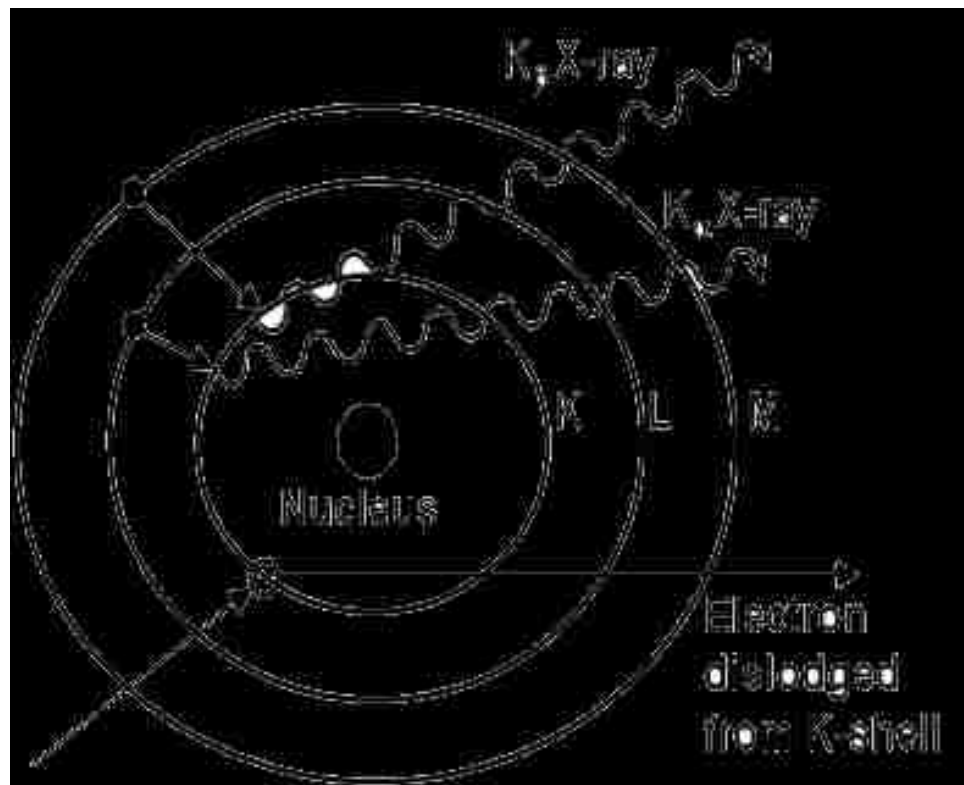 Kᵦ X-ray
Kα X-ray
K L M
Nucleus
Electron
dislodged
from K-shell